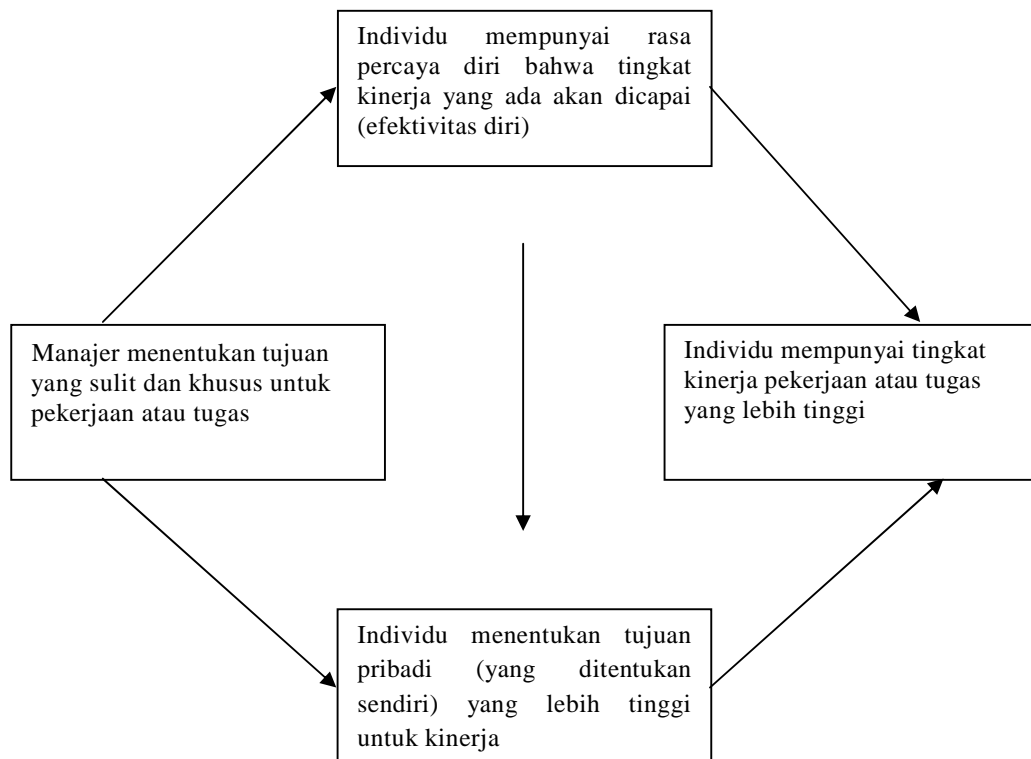 Individu mempunyai rasa
percaya diri bahwa tingkat
kinerja yang ada akan dicapai
(efektivitas diri)
Manajer menentukan tujuan
yang sulit dan khusus untuk
pekerjaan atau tugas
Individu mempunyai tingkat
kinerja pekerjaan atau tugas
yang lebih tinggi
Individu menentukan tujuan
pribadi (yang ditentukan
sendiri) yang lebih tinggi
untuk kinerja